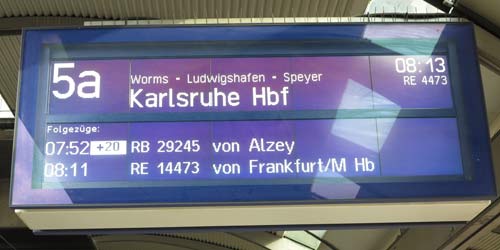 5a
08:13
RE 4473
Worms - Ludwigshafen - Speyer
Karlsruhe Hbf
Folgezüge:
07:52 +20 RB 29245 von Alzey
08:11 RE 14473 von Frankfurt/M Hb